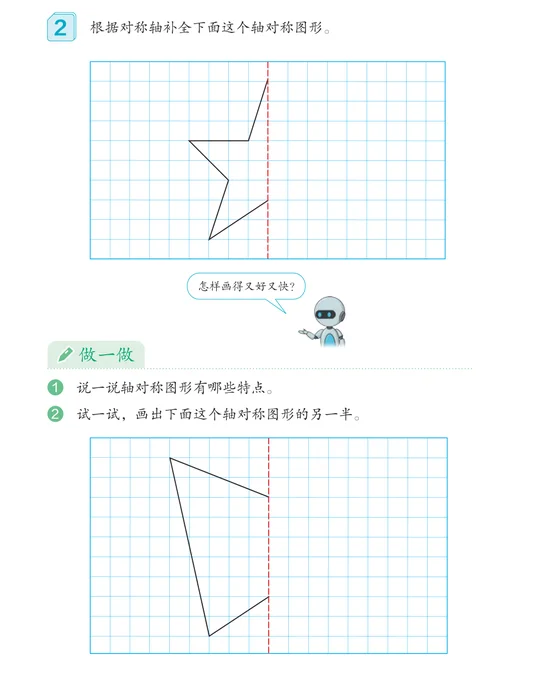 2 根据对称轴补全下面这个轴对称图形。
怎样画得又好又快?
做一做
1 说一说轴对称图形有哪些特点。
2 试一试，画出下面这个轴对称图形的另一半。